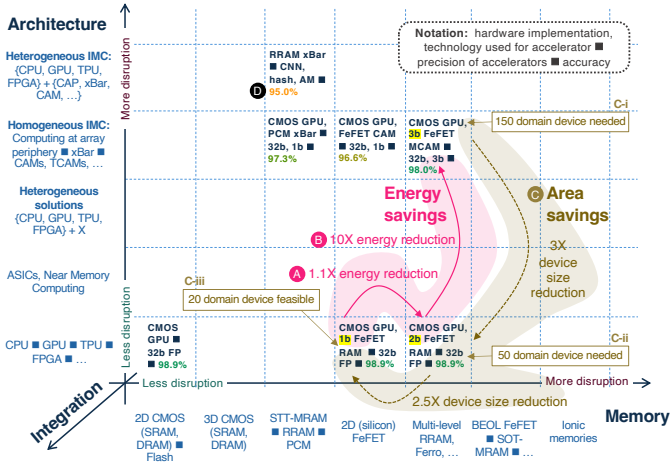 Architecture
Heterogeneous IMC:
{CPU, GPU, TPU,
FPGA} + {CAP, xBar,
CAM, …}
Homogeneous IMC:
Computing at array
periphery ■ xBar ■
CAMs, TCAMs, …
Heterogeneous
solutions
{CPU, GPU, TPU,
FPGA} + X
ASICs, Near Memory
Computing
CPU ■ GPU ■ TPU ■
FPGA ■ …
More disruption
Less disruption
RRAM xBar
■ CNN,
hash, AM ■
95.0%
D
Notation: hardware implementation,
technology used for accelerator ■
precision of accelerators ■ accuracy
CMOS GPU,
PCM xBar ■
32b, 1b ■
97.3%
CMOS GPU,
FeFET CAM
■ 32b, 1b ■
96.6%
CMOS GPU,
3b FeFET
MCAM ■
32b, 3b ■
98.0%
C-i
150 domain device needed
Energy
savings
C Area
savings
B 10X energy reduction
A 1.1X energy reduction
3X
device
size
reduction
C-iii
20 domain device feasible
CMOS
GPU ■
32b FP
■ 98.9%
CMOS GPU,
1b FeFET
RAM ■ 32b
FP ■ 98.9%
CMOS GPU,
2b FeFET
RAM ■ 32b
FP ■ 98.9%
C-ii
50 domain device needed
Less disruption
More disruption
2.5X device size reduction
Integration
Memory
2D CMOS
(SRAM,
DRAM) ■
Flash
3D CMOS
(SRAM,
DRAM)
STT-MRAM
■ RRAM ■
PCM
2D (silicon)
FeFET
Multi-level
RRAM,
Ferro, …
BEOL FeFET
■ SOT-
MRAM ■ …
Ionic
memories